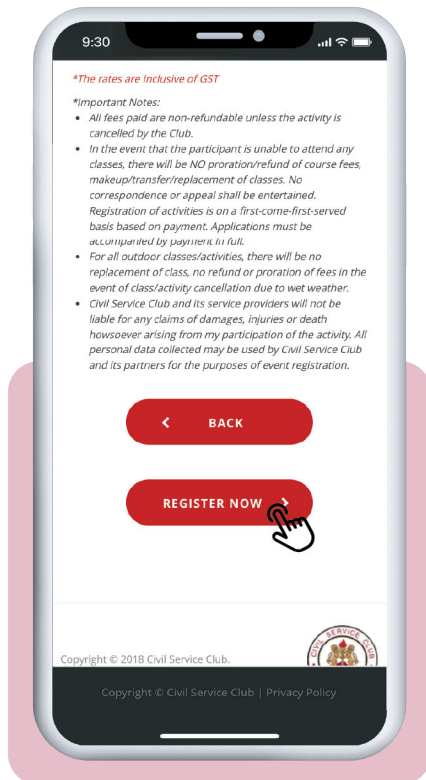 9:30
*The rates are Inclusive of GST
*Important Notes:
• All fees paid are non-refundable unless the activity is
cancelled by the Club.
• In the event that the participant is unable to attend any
classes, there will be NO proration/refund of course fees,
makeup/transfer/replacement of classes. No
correspondence or appeal shall be entertained.
Registration of activities is on a first-come-first-served
basis based on payment. Applications must be
accompanied by payment in full.
• For all outdoor classes/activities, there will be no
replacement of class, no refund or proration of fees in the
event of class/activity cancellation due to wet weather.
• Civil Service Club and its service providers will not be
liable for any claims of damages, injuries or death
howsoever arising from my participation of the activity. All
personal data collected may be used by Civil Service Club
and its partners for the purposes of event registration.
BACK
REGISTER NOW
CIVIL SERVICE CLUB
Copyright © 2018 Civil Service Club.
Copyright © Civil Service Club | Privacy Policy